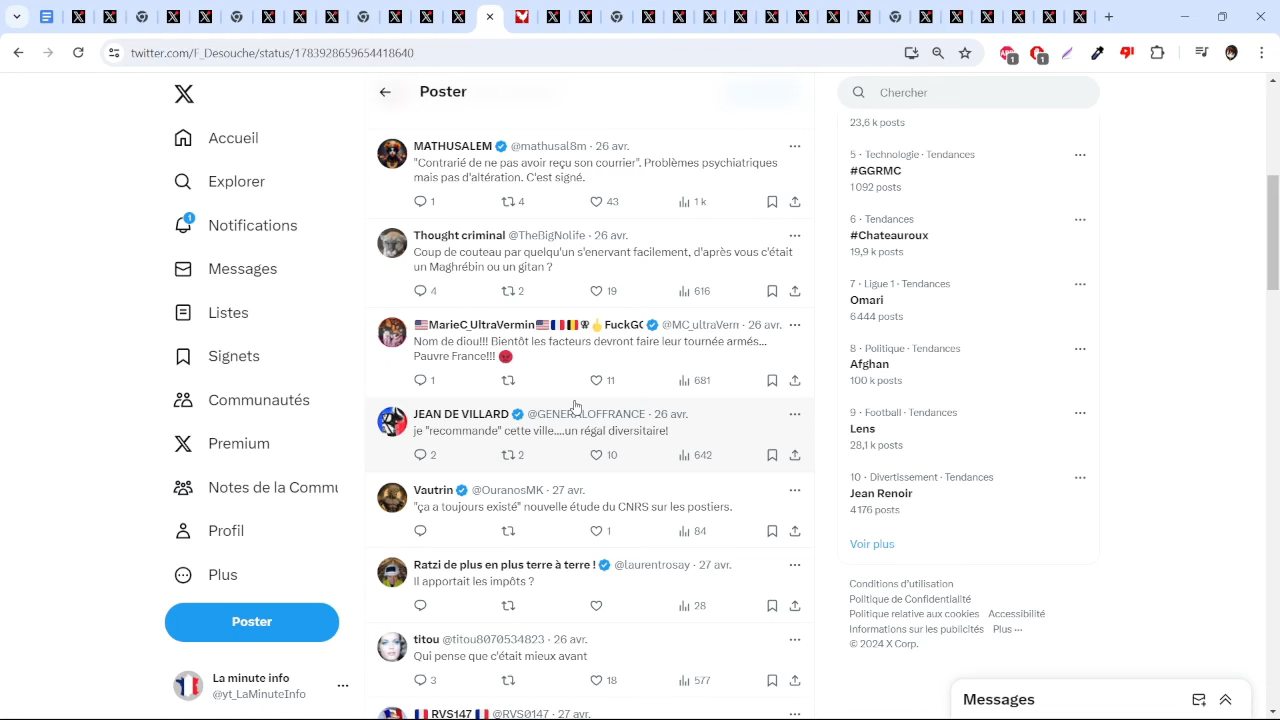 twitter.com/F_Desouche/status/1783928659654418640
1
1
Poster
Chercher
1
Accueil
Explorer
Notifications
Messages
Listes
Signets
Communautés
Premium
Notes de la Commu
Profil
Plus
Poster
La minute info
@yt_LaMinuteInfo
MATHUSALEM @mathusal8m · 26 avr.
"Contrarié de ne pas avoir reçu son courrier". Problèmes psychiatriques
mais pas d'altération. C'est signé.
1 4 43 1 k
Thought criminal @TheBigNolife · 26 avr.
Coup de couteau par quelqu'un s'enervant facilement, d'après vous c'était
un Maghrébin ou un gitan ?
4 2 19 616
🇺🇸MarieC_UltraVermin🇺🇸🇫🇷🇧🇪⚢🖕FuckGC @MC_ultraVerm · 26 avr.
Nom de diou!!! Bientôt les facteurs devront faire leur tournée armés...
Pauvre France!!! 😡
1 11 681
JEAN DE VILLARD @GENERALOFFRANCE · 26 avr.
je "recommande" cette ville....un régal diversitaire!
2 2 10 642
Vautrin @OuranosMK · 27 avr.
"ça a toujours existé" nouvelle étude du CNRS sur les postiers.
1 84
Ratzi de plus en plus terre à terre ! @laurentrosay · 27 avr.
Il apportait les impôts ?
28
titou @titou8070534823 · 26 avr.
Qui pense que c'était mieux avant
3 18 577
🇫🇷 RVS147 🇫🇷 @RVS0147 · 27 avr.
23,6 k posts
5 · Technologie · Tendances
#GGRMC
1 092 posts
6 · Tendances
#Chateauroux
19,9 k posts
7 · Ligue 1 · Tendances
Omari
6 444 posts
8 · Politique · Tendances
Afghan
100 k posts
9 · Football · Tendances
Lens
28,1 k posts
10 · Divertissement · Tendances
Jean Renoir
4 176 posts
Voir plus
Conditions d'utilisation
Politique de Confidentialité
Politique relative aux cookies Accessibilité
Informations sur les publicités Plus ···
© 2024 X Corp.
Messages